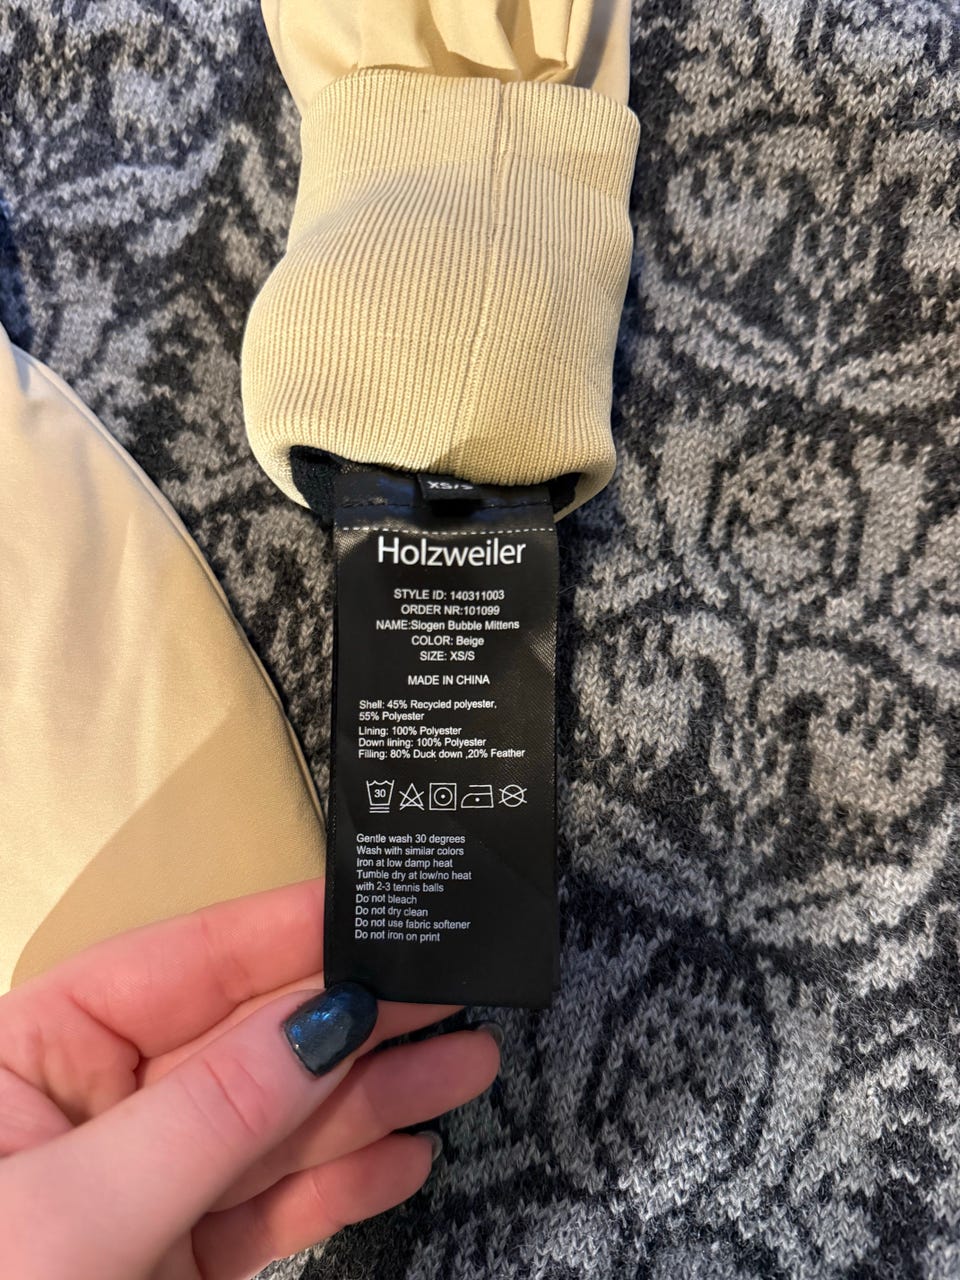 XS/S
Holzweiler
STYLE ID: 140311003
ORDER NR:101099
NAME:Slogen Bubble Mittens
COLOR: Beige
SIZE: XS/S
MADE IN CHINA
Shell: 45% Recycled polyester,
55% Polyester
Lining: 100% Polyester
Down lining: 100% Polyester
Filling: 80% Duck down ,20% Feather
30
Gentle wash 30 degrees
Wash with similar colors
Iron at low damp heat
Tumble dry at low/no heat
with 2-3 tennis balls
Do not bleach
Do not dry clean
Do not use fabric softener
Do not iron on print